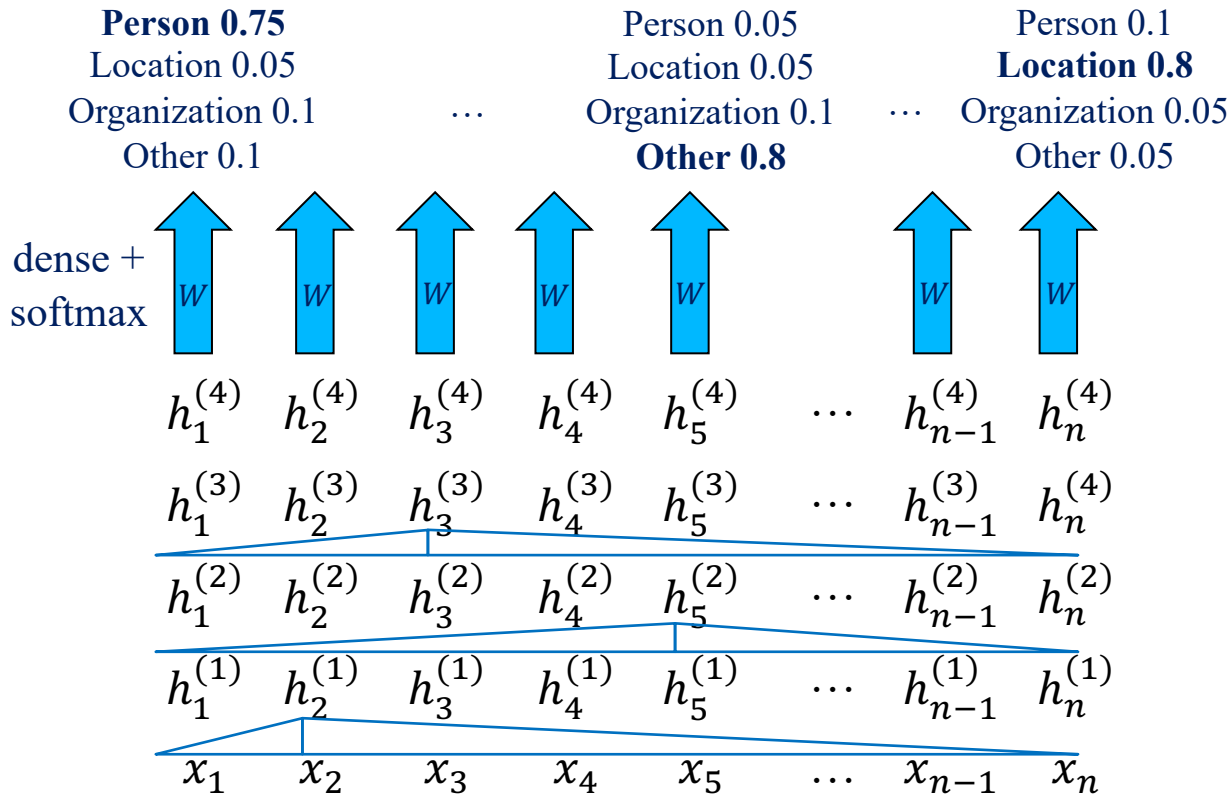 Person 0.75 Person 0.05 Person 0.1
Location 0.05 Location 0.05 Location 0.8
Organization 0.1 … Organization 0.1 … Organization 0.05
Other 0.1 Other 0.8 Other 0.05
dense +
softmax
W W W W W W W
h_1^{(4)} h_2^{(4)} h_3^{(4)} h_4^{(4)} h_5^{(4)} … h_{n-1}^{(4)} h_n^{(4)}
h_1^{(3)} h_2^{(3)} h_3^{(3)} h_4^{(3)} h_5^{(3)} … h_{n-1}^{(3)} h_n^{(4)}
h_1^{(2)} h_2^{(2)} h_3^{(2)} h_4^{(2)} h_5^{(2)} … h_{n-1}^{(2)} h_n^{(2)}
h_1^{(1)} h_2^{(1)} h_3^{(1)} h_4^{(1)} h_5^{(1)} … h_{n-1}^{(1)} h_n^{(1)}
x_1 x_2 x_3 x_4 x_5 … x_{n-1} x_n